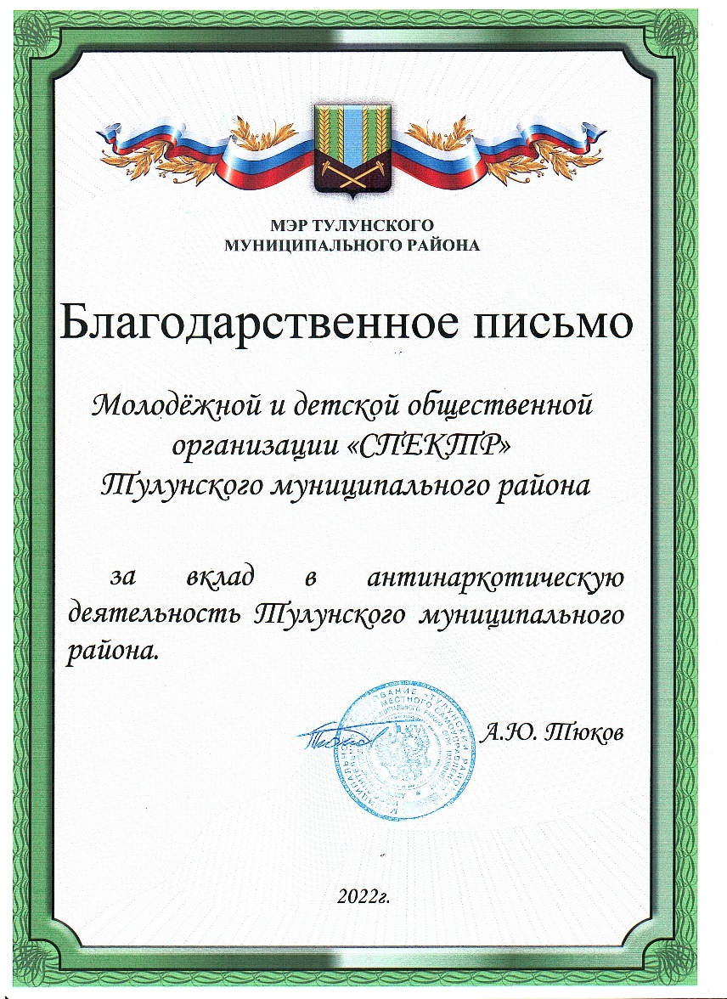 МЭР ТУЛУНСКОГО
МУНИЦИПАЛЬНОГО РАЙОНА
Благодарственное письмо
Молодёжной и детской общественной
организации «СПЕКТР»
Тулунского муниципального района
за вклад в антинаркотическую
деятельность Тулунского муниципального
района.
А.Ю. Тюков
2022г.